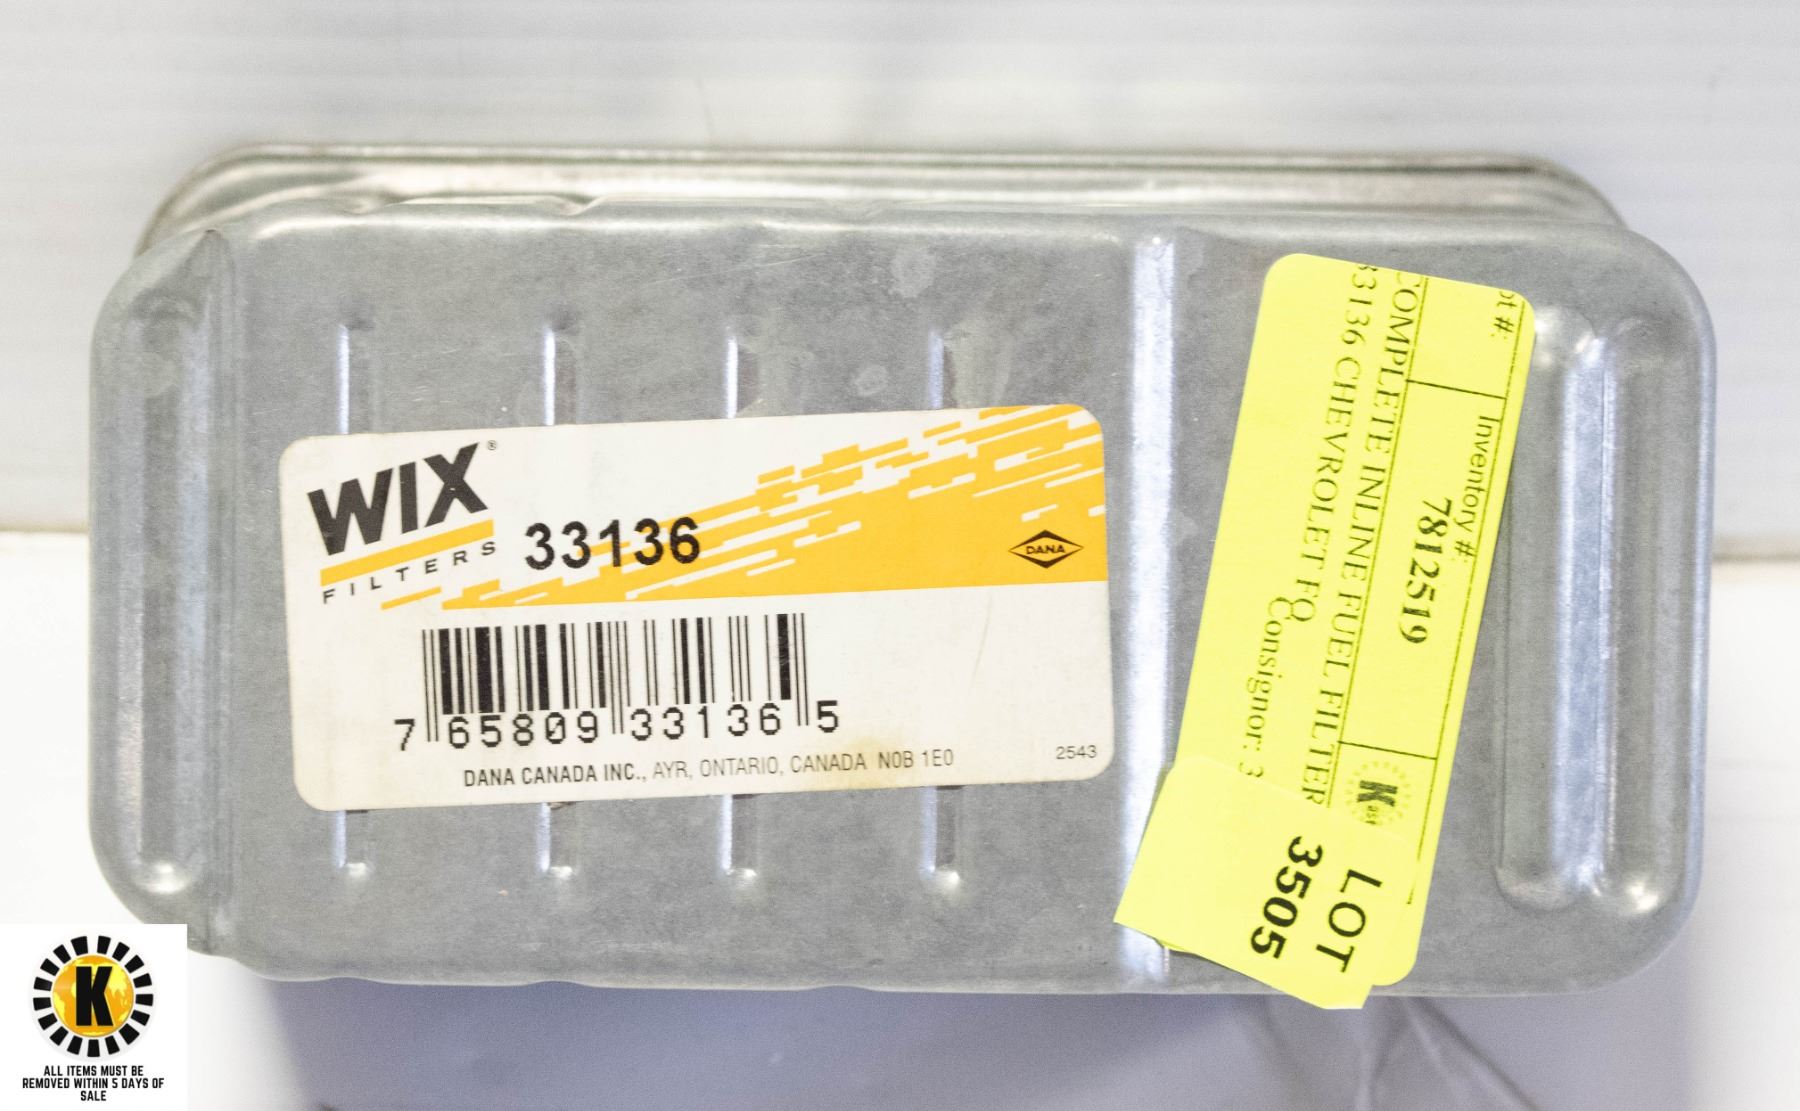 WIX®
FILTERS
33136
DANA
7 65809 33136 5
DANA CANADA INC., AYR, ONTARIO, CANADA N0B 1E0
2543
ot #:
Inventory #:
7812519
COMPLETE INLINE FUEL FILTER
33136 CHEVROLET FO
Consignor: 3
K
LOT
3505
K
ALL ITEMS MUST BE
REMOVED WITHIN 5 DAYS OF
SALE